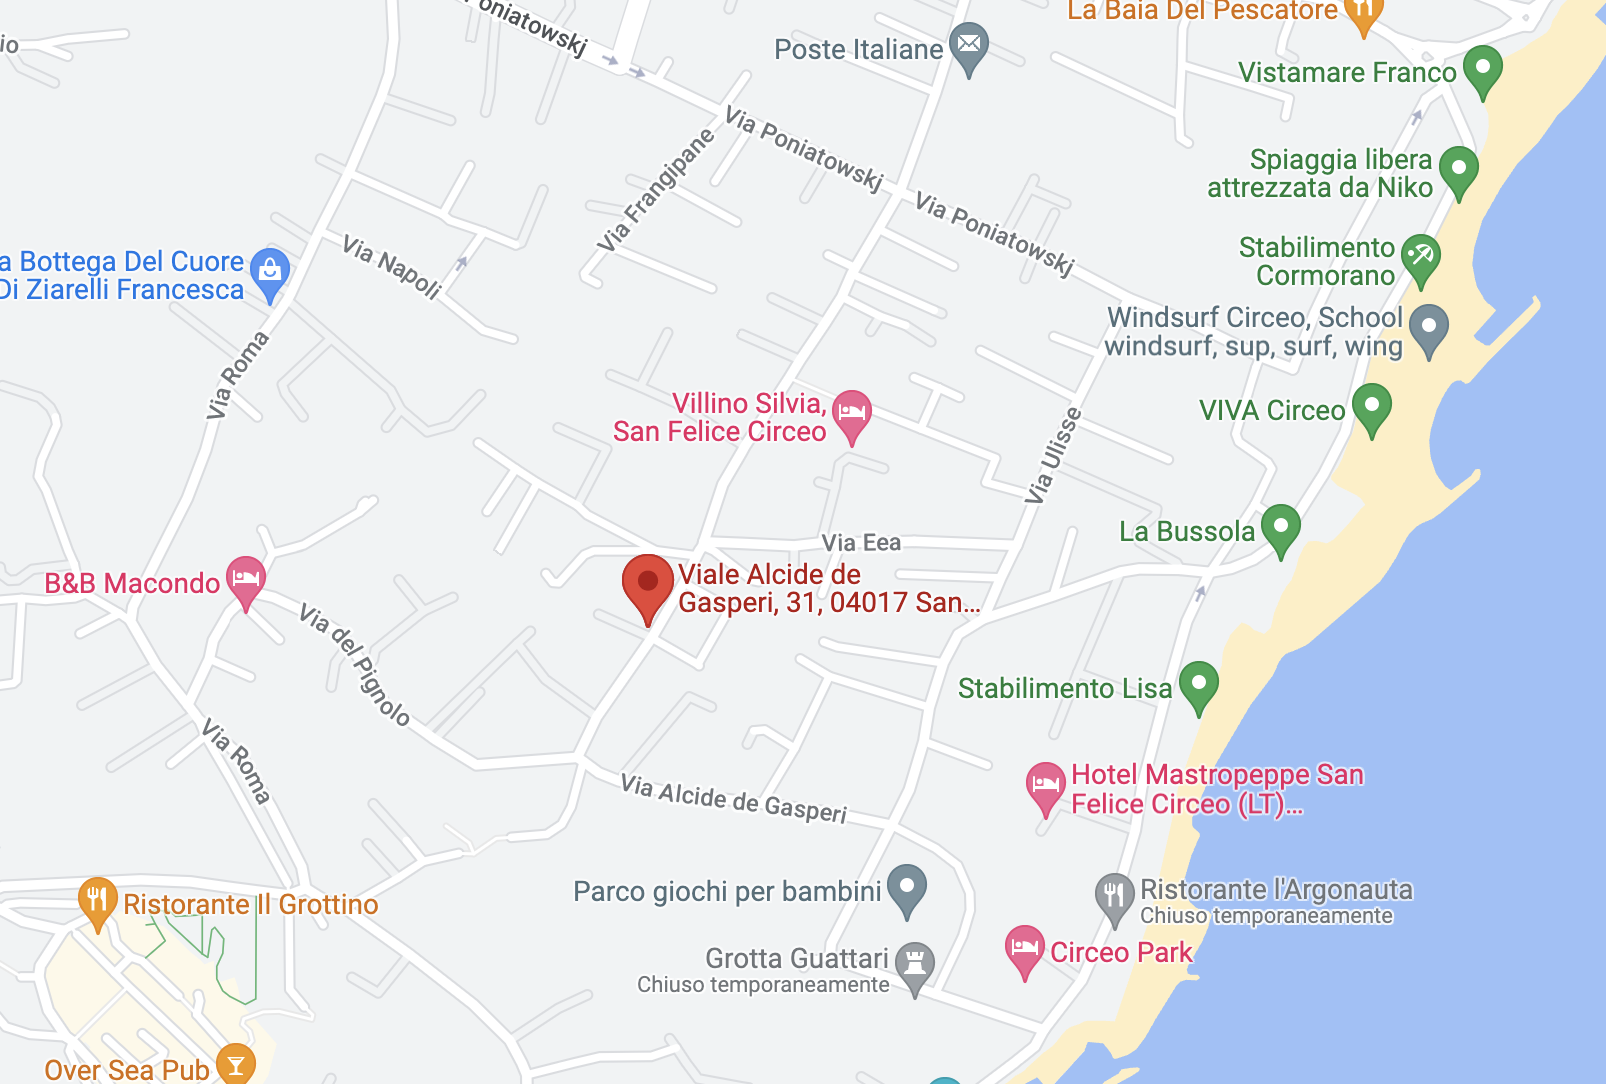 La Baia Del Pescatore
Poniatowskj
io
Poste Italiane
Vistamare Franco
Via Poniatowskj
Via Frangipane
Spiaggia libera
attrezzata da Niko
Via Poniatowskj
Via Napoli
a Bottega Del Cuore
Di Ziarelli Francesca
Stabilimento
Cormorano
Windsurf Circeo, School
windsurf, sup, surf, wing
Via Roma
Villino Silvia,
San Felice Circeo
VIVA Circeo
Via Ulisse
La Bussola
Via Eea
B&B Macondo
Viale Alcide de
Gasperi, 31, 04017 San...
Via del Pignolo
Stabilimento Lisa
Via Roma
Via Alcide de Gasperi
Hotel Mastropeppe San
Felice Circeo (LT)...
Parco giochi per bambini
Ristorante l'Argonauta
Chiuso temporaneamente
Ristorante Il Grottino
Grotta Guattari
Chiuso temporaneamente
Circeo Park
Over Sea Pub